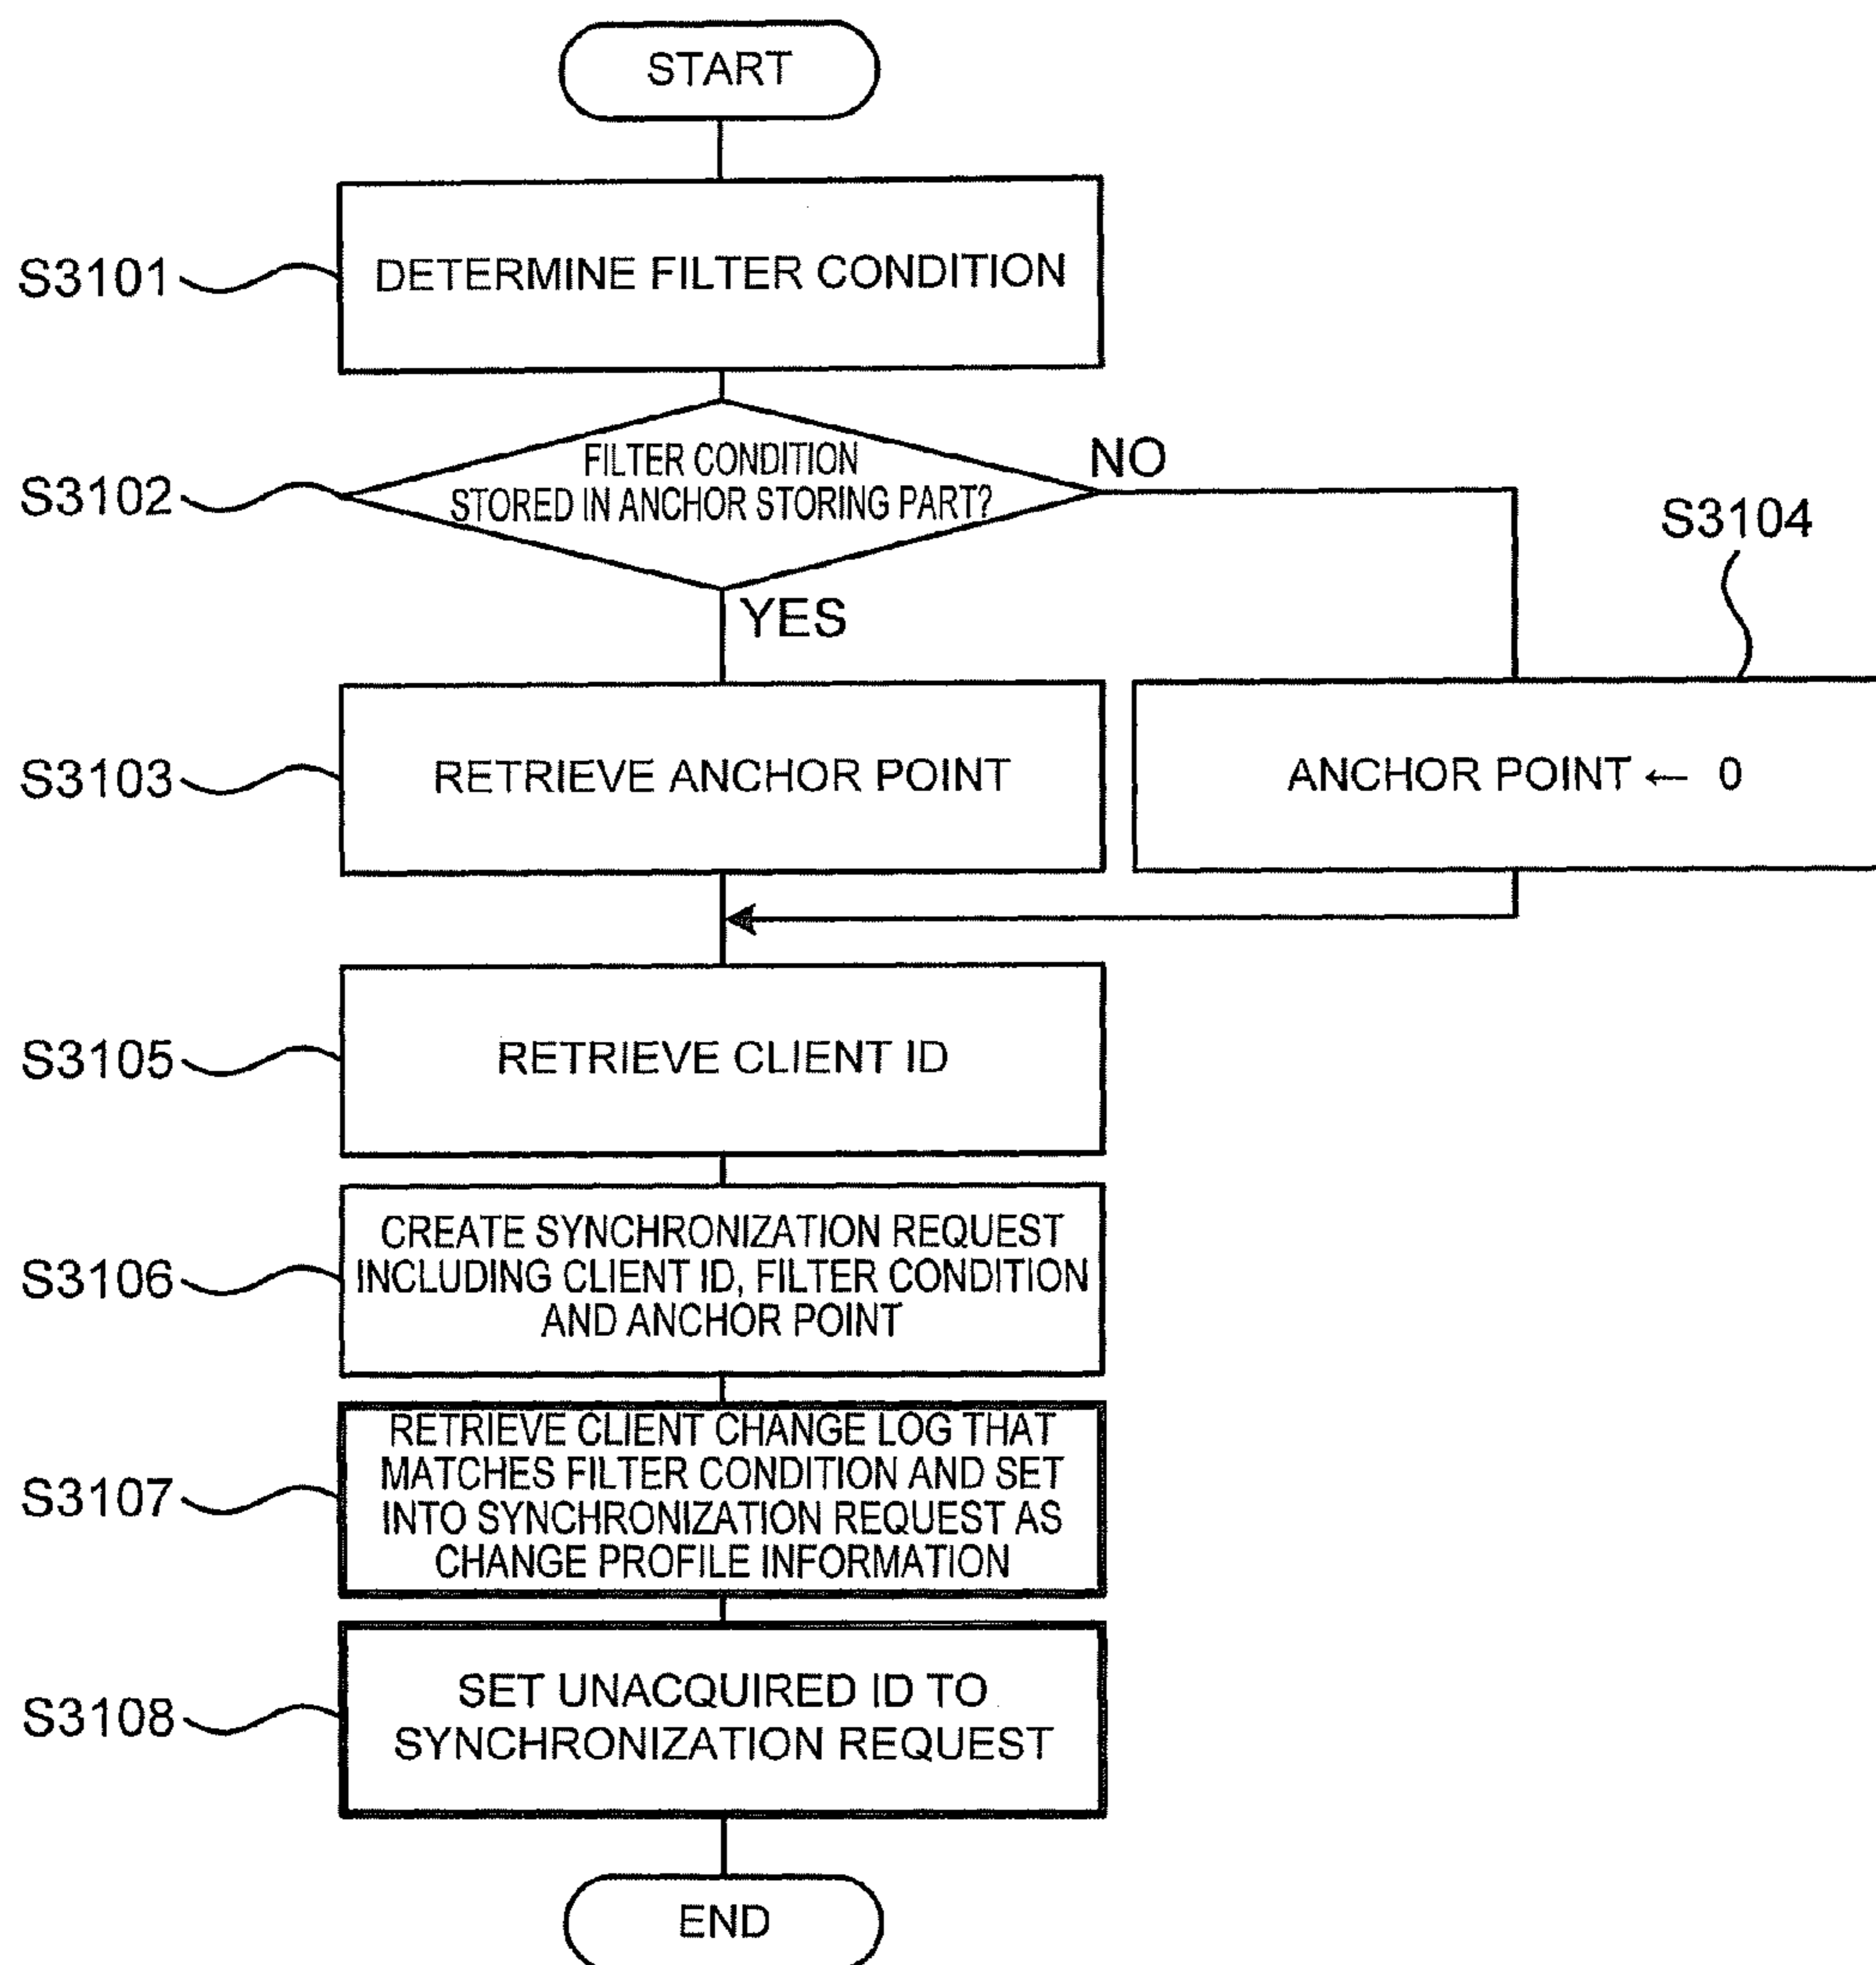 START
S3101
DETERMINE FILTER CONDITION
S3102
FILTER CONDITION
STORED IN ANCHOR STORING PART?
NO
YES
S3104
S3103
RETRIEVE ANCHOR POINT
ANCHOR POINT ← 0
S3105
RETRIEVE CLIENT ID
S3106
CREATE SYNCHRONIZATION REQUEST
INCLUDING CLIENT ID, FILTER CONDITION
AND ANCHOR POINT
S3107
RETRIEVE CLIENT CHANGE LOG THAT
MATCHES FILTER CONDITION AND SET
INTO SYNCHRONIZATION REQUEST AS
CHANGE PROFILE INFORMATION
S3108
SET UNACQUIRED ID TO
SYNCHRONIZATION REQUEST
END